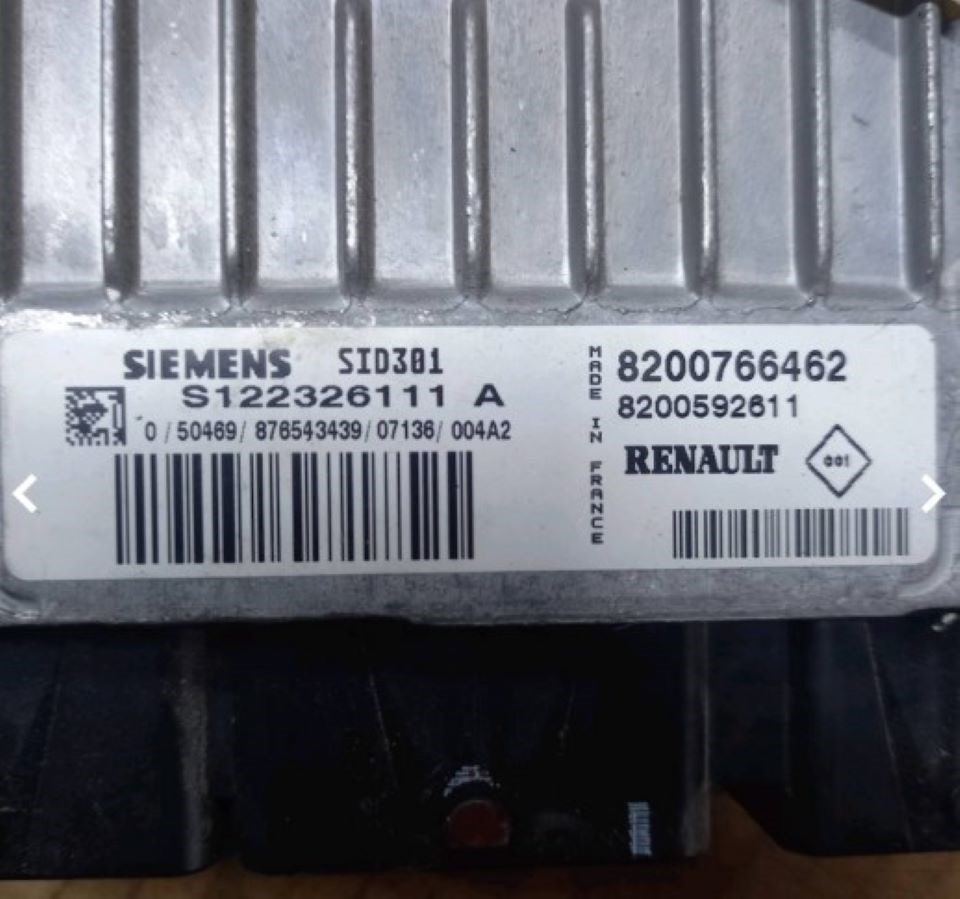 SIEMENS SID301
S122326111 A
0/50469/876543439/07136/004A2
MADE IN FRANCE
8200766462
8200592611
RENAULT
001